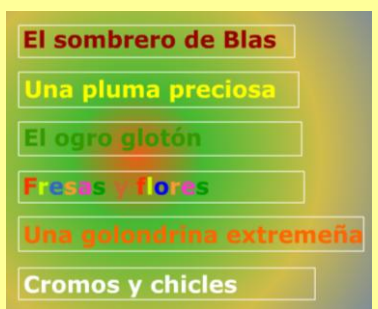 El sombrero de Blas
Una pluma preciosa
El ogro glotón
Fresas y flores
Una golondrina extremeña
Cromos y chicles